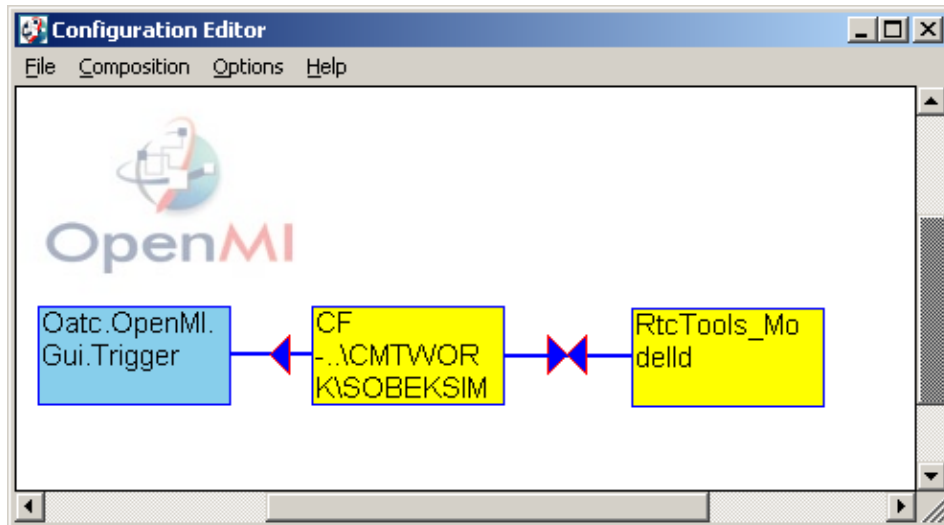 Configuration Editor
File Composition Options Help
OpenMI
Oatc.OpenMI.
Gui.Trigger
CF
-..\CMTWOR
K\SOBEKSIM
RtcTools_Mo
delId